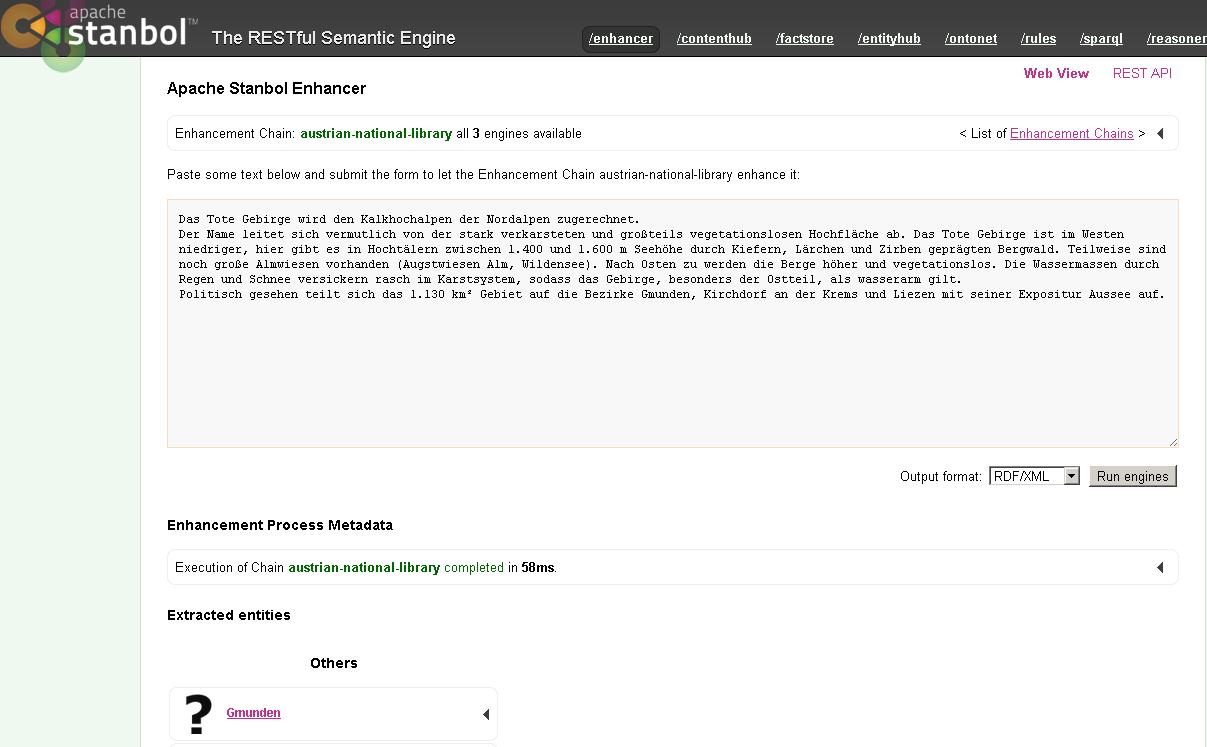 apache
stanbol™
The RESTful Semantic Engine
/enhancer /contenthub /factstore /entityhub /ontonet /rules /sparql /reasoner
Web View REST API
Apache Stanbol Enhancer
Enhancement Chain: austrian-national-library all 3 engines available
< List of Enhancement Chains >
Paste some text below and submit the form to let the Enhancement Chain austrian-national-library enhance it:
Das Tote Gebirge wird den Kalkhochalpen der Nordalpen zugerechnet.
Der Name leitet sich vermutlich von der stark verkarsteten und großteils vegetationslosen Hochfläche ab. Das Tote Gebirge ist im Westen
niedriger, hier gibt es in Hochtälern zwischen 1.400 und 1.600 m Seehöhe durch Kiefern, Lärchen und Zirben geprägten Bergwald. Teilweise sind
noch große Almwiesen vorhanden (Augstwiesen Alm, Wildensee). Nach Osten zu werden die Berge höher und vegetationslos. Die Wassermassen durch
Regen und Schnee versickern rasch im Karstsystem, sodass das Gebirge, besonders der Ostteil, als wasserarm gilt.
Politisch gesehen teilt sich das 1.130 km² Gebiet auf die Bezirke Gmunden, Kirchdorf an der Krems und Liezen mit seiner Expositur Aussee auf.
Output format: RDF/XML Run engines
Enhancement Process Metadata
Execution of Chain austrian-national-library completed in 58ms.
Extracted entities
Others
? Gmunden